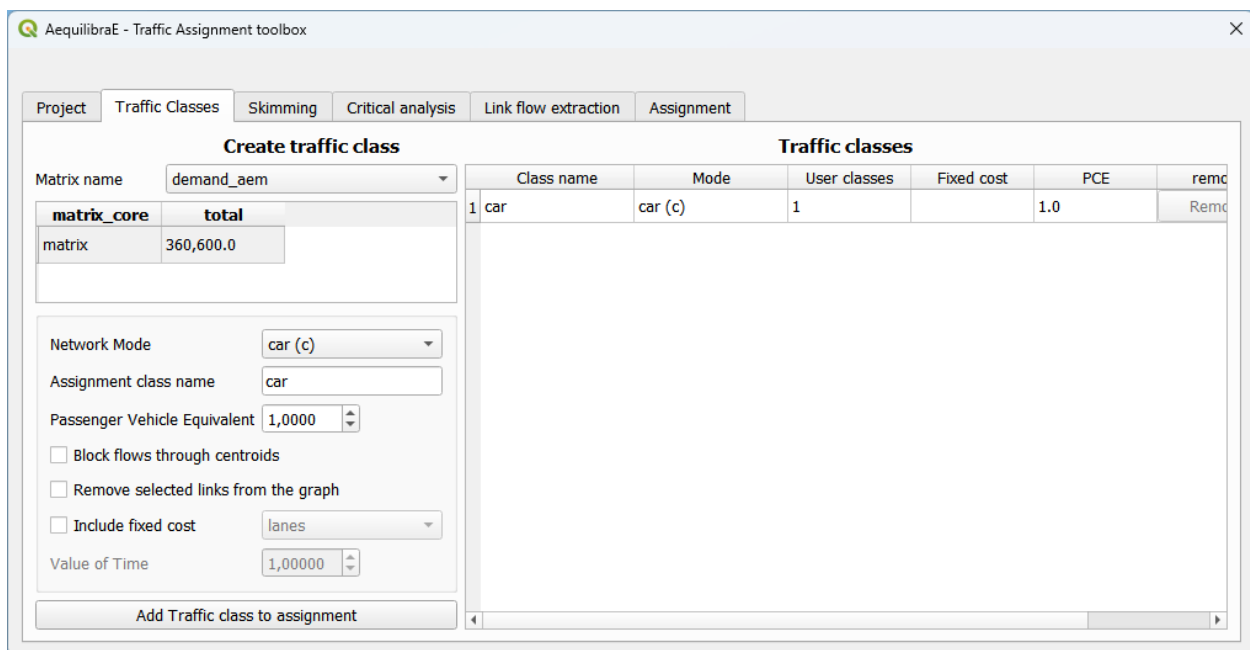 AequilibraE - Traffic Assignment toolbox
Project Traffic Classes Skimming Critical analysis Link flow extraction Assignment
Create traffic class
Matrix name demand_aem
matrix_core total
matrix 360,600.0
Network Mode car (c)
Assignment class name car
Passenger Vehicle Equivalent 1,0000
Block flows through centroids
Remove selected links from the graph
Include fixed cost lanes
Value of Time 1,00000
Add Traffic class to assignment
Traffic classes
Class name Mode User classes Fixed cost PCE
1 car car (c) 1 1.0